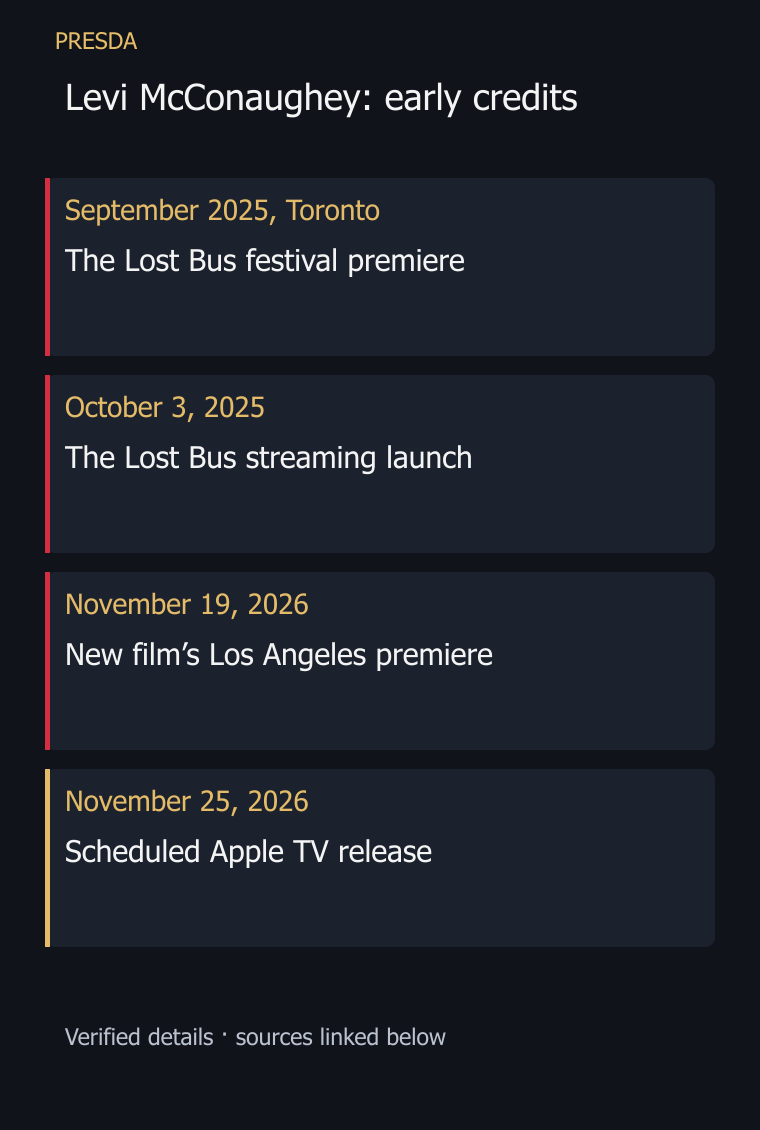 PRESDA
Levi McConaughey: early credits
September 2025, Toronto
The Lost Bus festival premiere
October 3, 2025
The Lost Bus streaming launch
November 19, 2026
New film’s Los Angeles premiere
November 25, 2026
Scheduled Apple TV release
Verified details · sources linked below